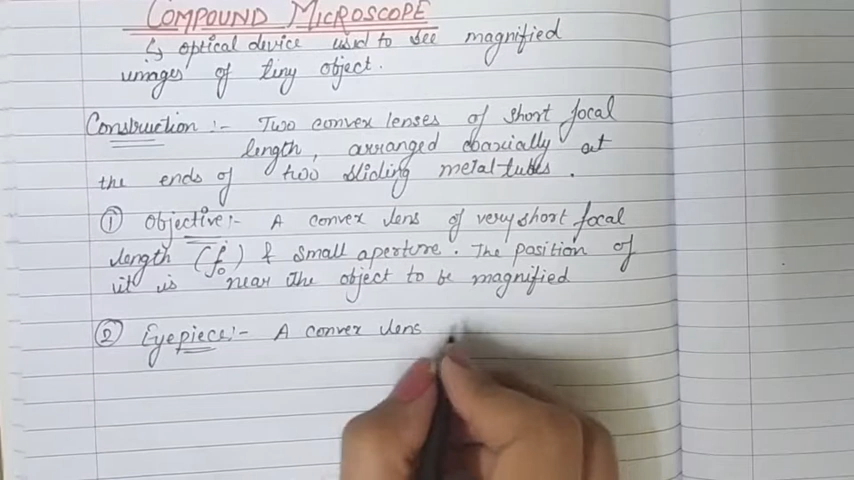 COMPOUND MICROSCOPE
↳ optical device used to see magnified
images of tiny object.
Construction :- Two convex lenses of short focal
length, arranged coaxially at
the ends of two sliding metal tubes.
① Objective:- A convex lens of very short focal
length (fo) & small aperture. The position of
it is near the object to be magnified
② Eyepiece:- A convex lens